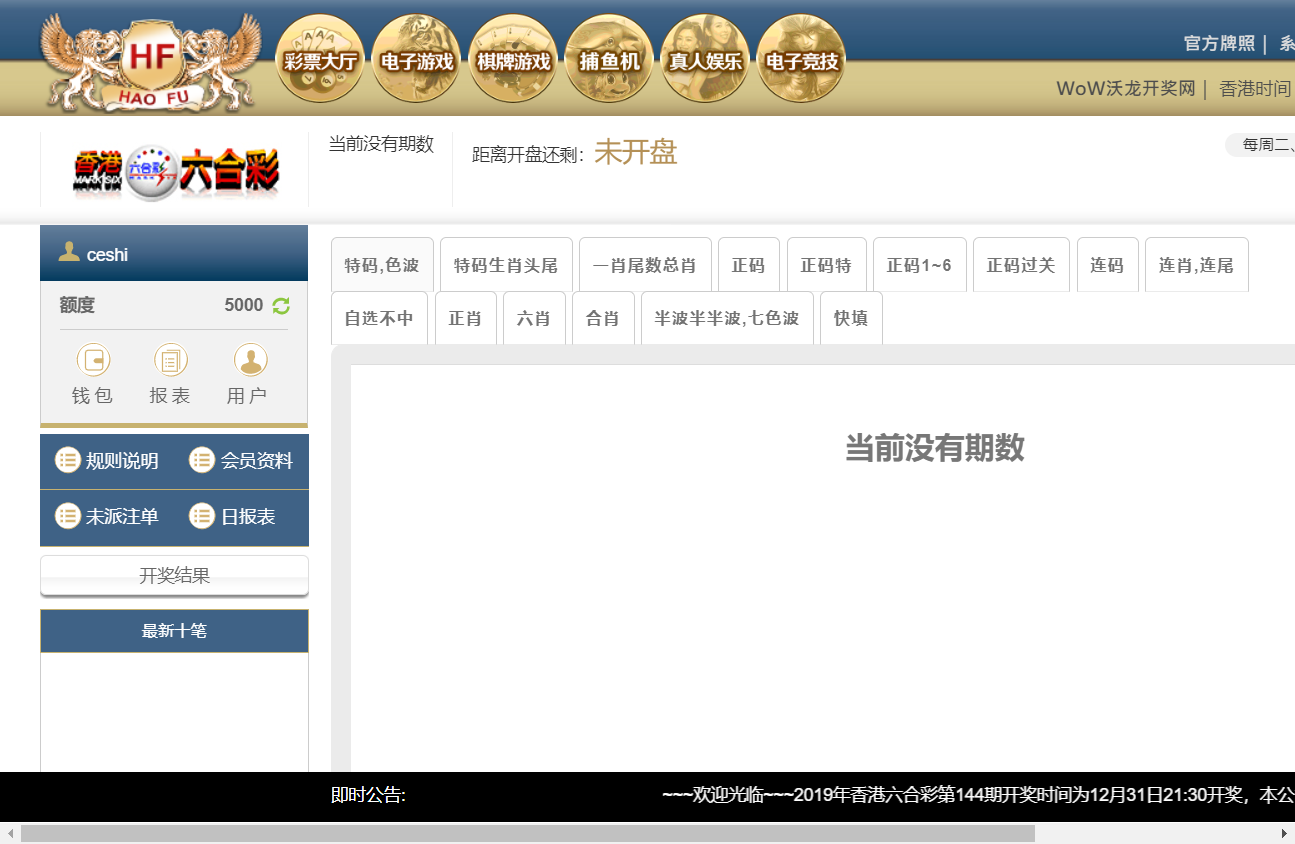 HF
HAO FU
彩票大厅 电子游戏 棋牌游戏 捕鱼机 真人娱乐 电子竞技
官方牌照 | 系
WoW沃龙开奖网 | 香港时间
香港 MARK SIX 六合彩 六合彩
当前没有期数
距离开盘还剩: 未开盘
每周二、
ceshi
额度 5000
钱包 报表 用户
规则说明 会员资料
未派注单 日报表
开奖结果
最新十笔
特码,色波 特码生肖头尾 一肖尾数总肖 正码 正码特 正码1~6 正码过关 连码 连肖,连尾
自选不中 正肖 六肖 合肖 半波半半波,七色波 快填
当前没有期数
即时公告: ~~~欢迎光临~~~2019年香港六合彩第144期开奖时间为12月31日21:30开奖，本公